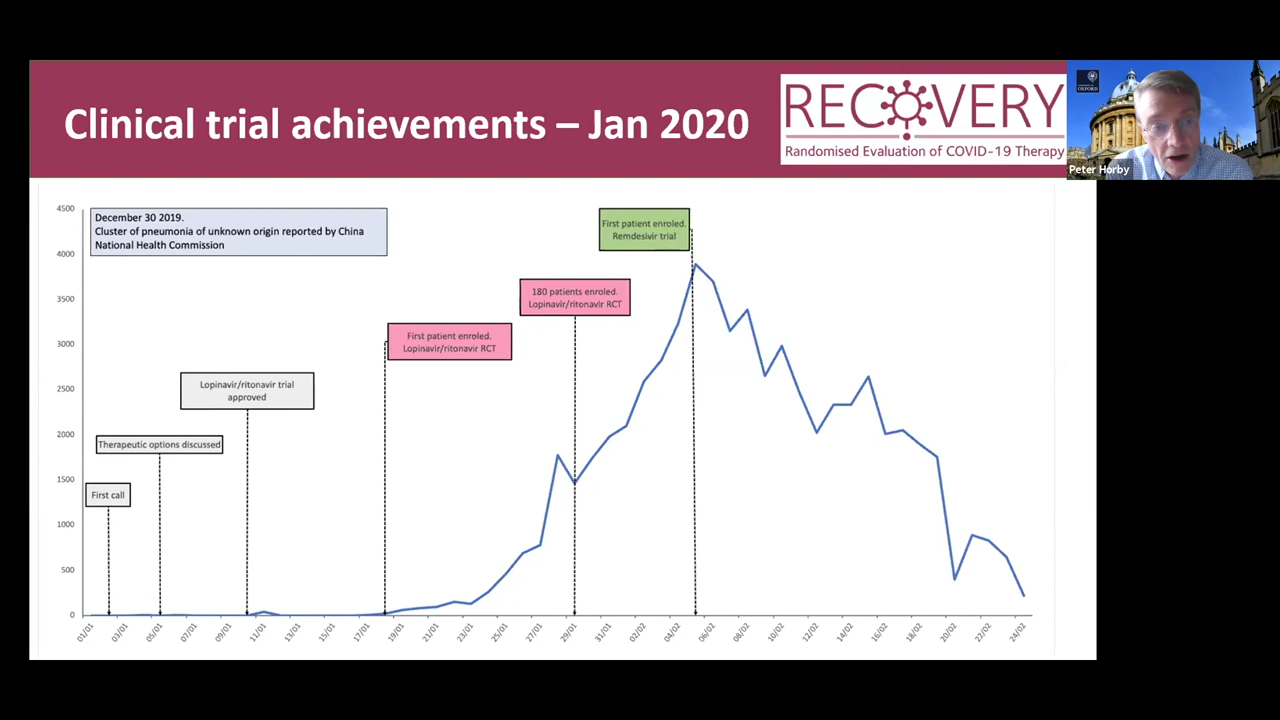 Clinical trial achievements – Jan 2020
RECOVERY
Randomised Evaluation of COVID-19 Therapy
OXFORD
Peter Horby
4500
4000
3500
3000
2500
2000
1500
1000
500
0
December 30 2019.
Cluster of pneumonia of unknown origin reported by China
National Health Commission
First call
Therapeutic options discussed
Lopinavir/ritonavir trial
approved
First patient enroled.
Lopinavir/ritonavir RCT
180 patients enroled.
Lopinavir/ritonavir RCT
First patient enroled.
Remdesivir trial
01/01
03/01
05/01
07/01
09/01
11/01
13/01
15/01
17/01
19/01
21/01
23/01
25/01
27/01
29/01
31/01
02/02
04/02
06/02
08/02
10/02
12/02
14/02
16/02
18/02
20/02
22/02
24/02